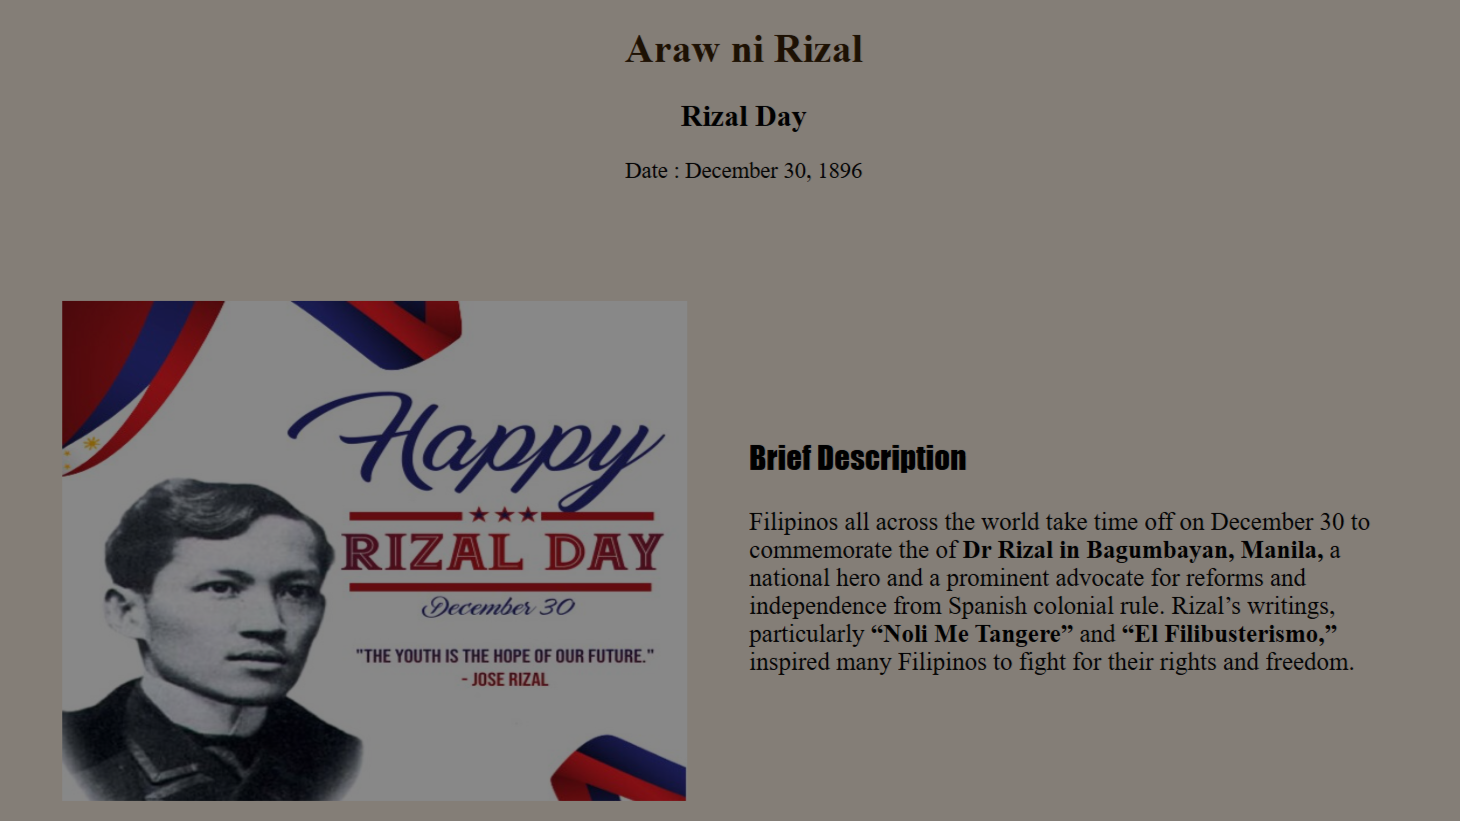 Araw ni Rizal
Rizal Day
Date : December 30, 1896
Happy
RIZAL DAY
December 30
"THE YOUTH IS THE HOPE OF OUR FUTURE."
- JOSE RIZAL
Brief Description
Filipinos all across the world take time off on December 30 to
commemorate the of Dr Rizal in Bagumbayan, Manila, a
national hero and a prominent advocate for reforms and
independence from Spanish colonial rule. Rizal’s writings,
particularly “Noli Me Tangere” and “El Filibusterismo,”
inspired many Filipinos to fight for their rights and freedom.